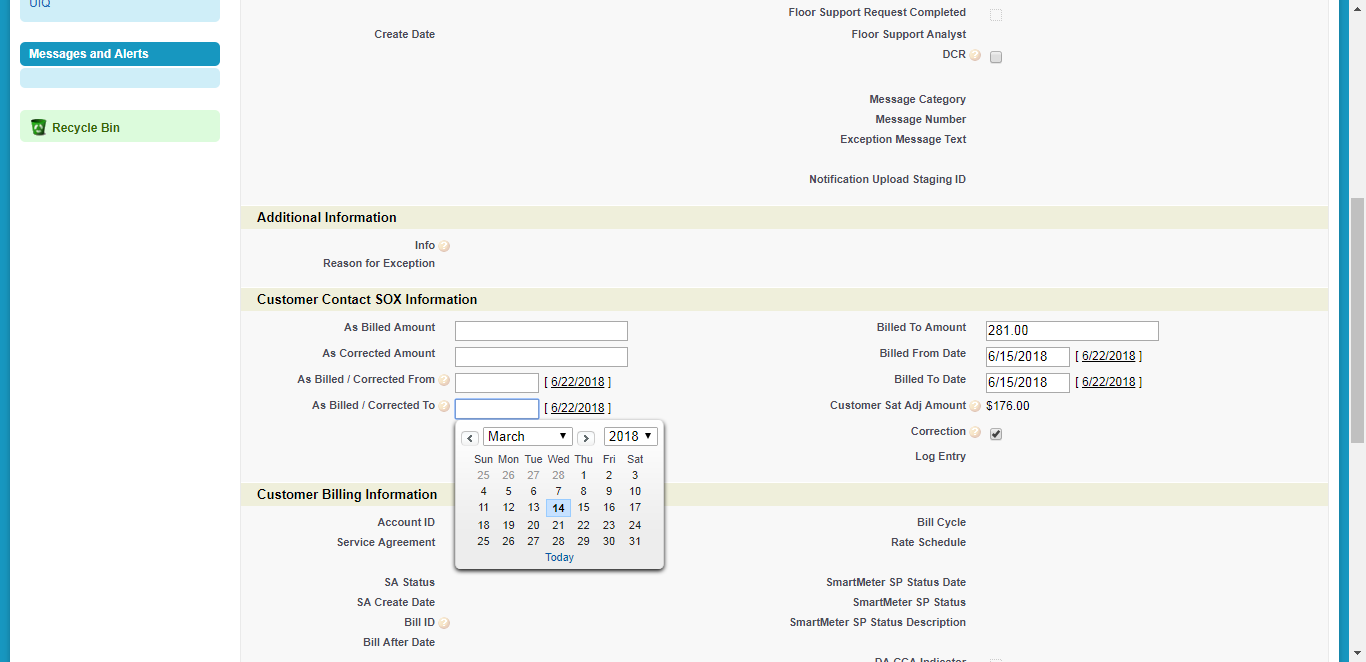 UIQ
Messages and Alerts
Recycle Bin
Floor Support Request Completed
Create Date
Floor Support Analyst
DCR ?
Message Category
Message Number
Exception Message Text
Notification Upload Staging ID
Additional Information
Info ?
Reason for Exception
Customer Contact SOX Information
As Billed Amount
Billed To Amount 281.00
As Corrected Amount
Billed From Date 6/15/2018 [ 6/22/2018 ]
As Billed / Corrected From ? [ 6/22/2018 ]
Billed To Date 6/15/2018 [ 6/22/2018 ]
As Billed / Corrected To ? [ 6/22/2018 ]
Customer Sat Adj Amount ? $176.00
Correction ?
Log Entry
March 2018
Sun Mon Tue Wed Thu Fri Sat
25 26 27 28 1 2 3
4 5 6 7 8 9 10
11 12 13 14 15 16 17
18 19 20 21 22 23 24
25 26 27 28 29 30 31
Today
Customer Billing Information
Account ID
Bill Cycle
Service Agreement
Rate Schedule
SA Status
SmartMeter SP Status Date
SA Create Date
SmartMeter SP Status
Bill ID ?
SmartMeter SP Status Description
Bill After Date
DA CCA Indicator